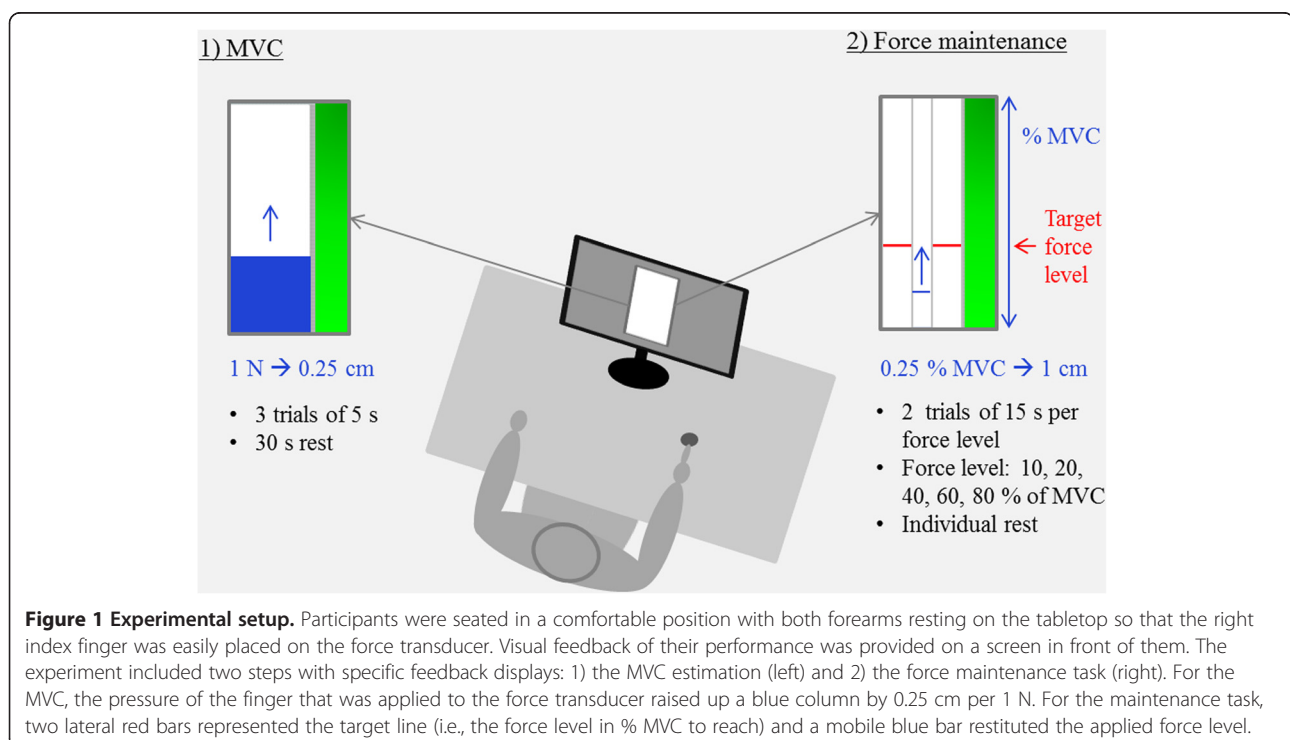 1) MVC
1 N → 0.25 cm
• 3 trials of 5 s
• 30 s rest
2) Force maintenance
% MVC
Target
force
level
0.25 % MVC → 1 cm
• 2 trials of 15 s per
force level
• Force level: 10, 20,
40, 60, 80 % of MVC
• Individual rest
Figure 1 Experimental setup. Participants were seated in a comfortable position with both forearms resting on the tabletop so that the right
index finger was easily placed on the force transducer. Visual feedback of their performance was provided on a screen in front of them. The
experiment included two steps with specific feedback displays: 1) the MVC estimation (left) and 2) the force maintenance task (right). For the
MVC, the pressure of the finger that was applied to the force transducer raised up a blue column by 0.25 cm per 1 N. For the maintenance task,
two lateral red bars represented the target line (i.e., the force level in % MVC to reach) and a mobile blue bar restituted the applied force level.